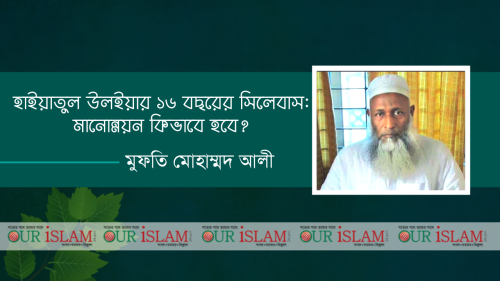 হাইয়াতুল উলইয়ার ১৬ বছরের সিলেবাস:
মানোন্নয়ন কিভাবে হবে?
মুফতি মোহাম্মদ আলী
OUR iSLAM OUR iSLAM OUR iSLAM OUR iSLAM OUR iSLAM